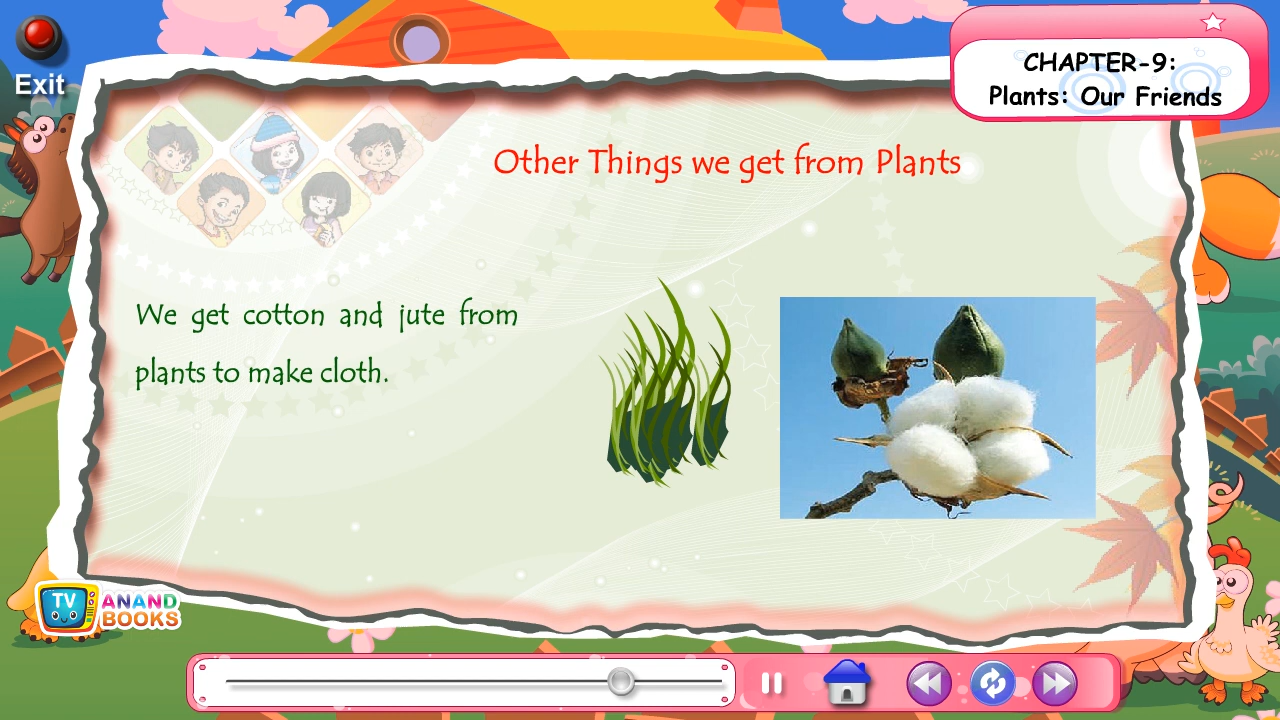 Exit
CHAPTER-9:
Plants: Our Friends
Other Things we get from Plants
We get cotton and jute from
plants to make cloth.
TV
ANAND
BOOKS